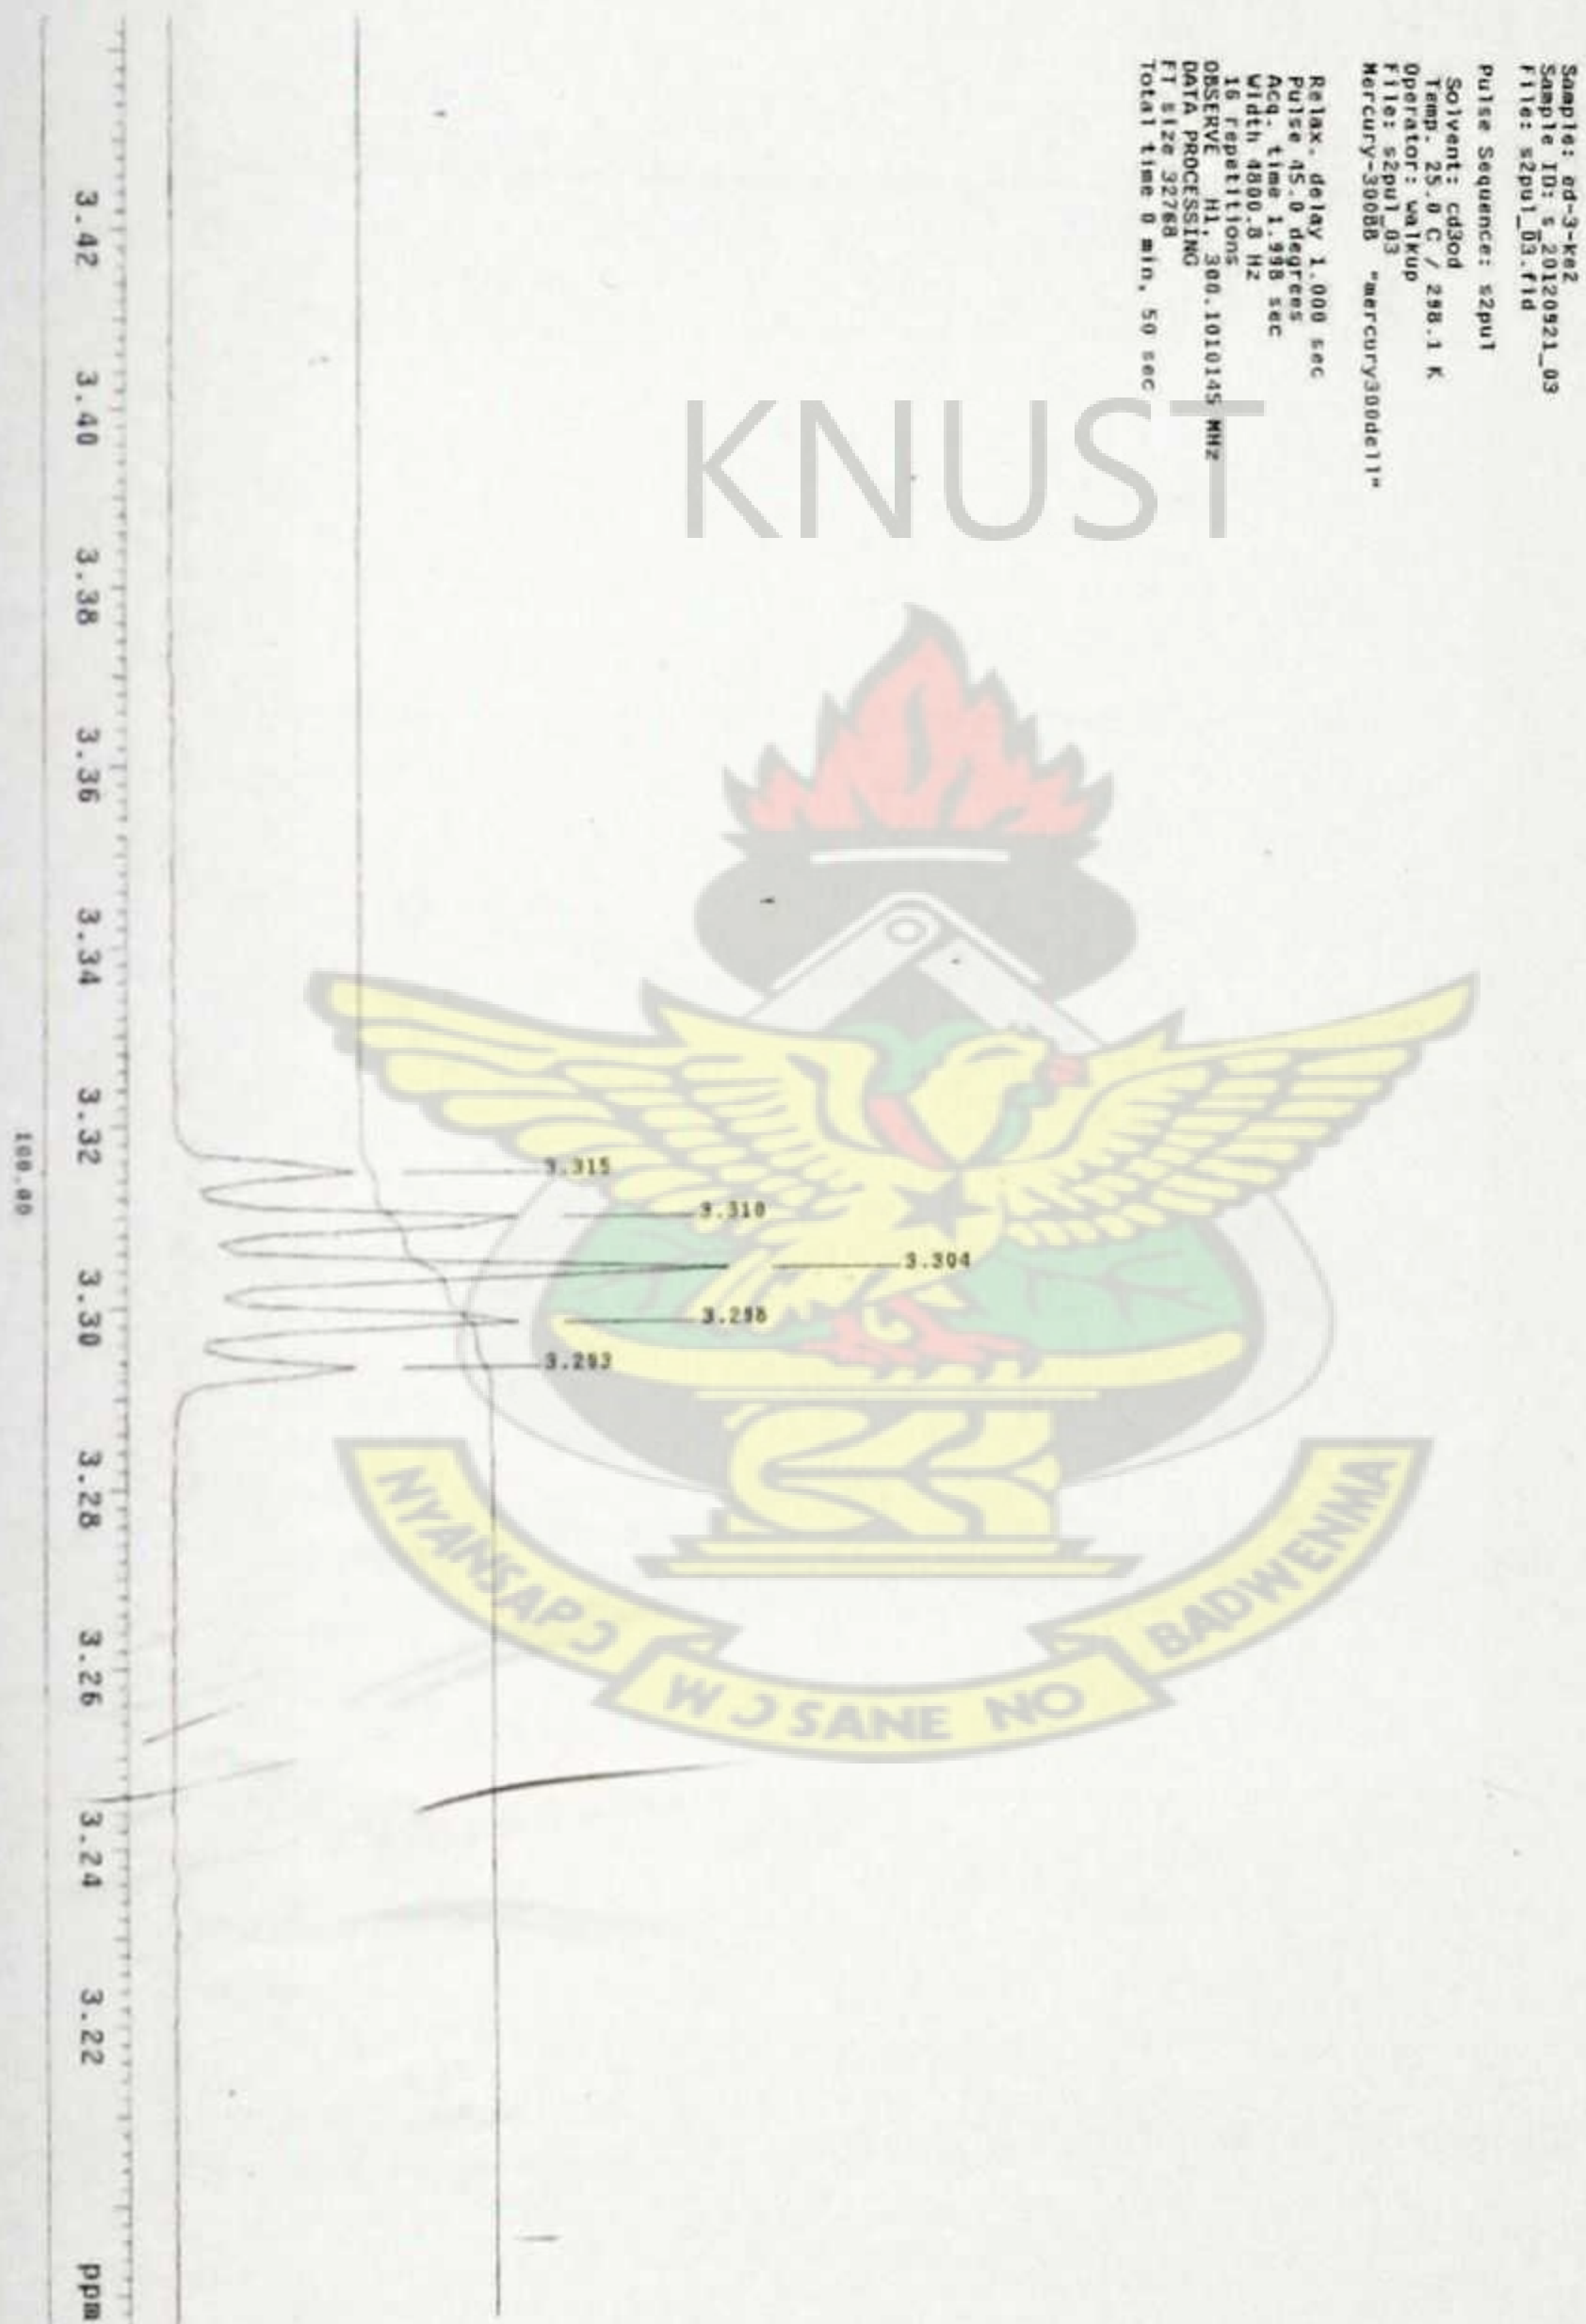 Sample: ed-3-ke2
Sample ID: s_20120921_03
File: s2pul_03.fid
Pulse Sequence: s2pul
Solvent: cd3od
Temp. 25.0 C / 298.1 K
Operator: walkup
File: s2pul_03
Mercury-300BB "mercury300dell"
Relax. delay 1.000 sec
Pulse 45.0 degrees
Acq. time 1.998 sec
Width 4800.8 Hz
16 repetitions
OBSERVE H1, 300.1010145 MHz
DATA PROCESSING
FT size 32768
Total time 0 min, 50 sec
KNUST
3.315
3.310
3.304
3.298
3.293
NYANSAPƆ
WƆSANE NO
BADWENMA
3.42
3.40
3.38
3.36
3.34
3.32
3.30
3.28
3.26
3.24
3.22
ppm
100.00